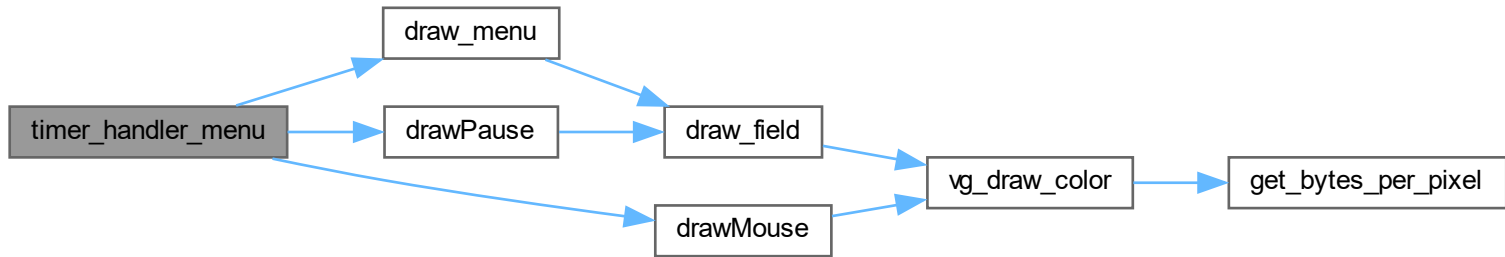 draw_menu
timer_handler_menu
drawPause
draw_field
vg_draw_color
get_bytes_per_pixel
drawMouse